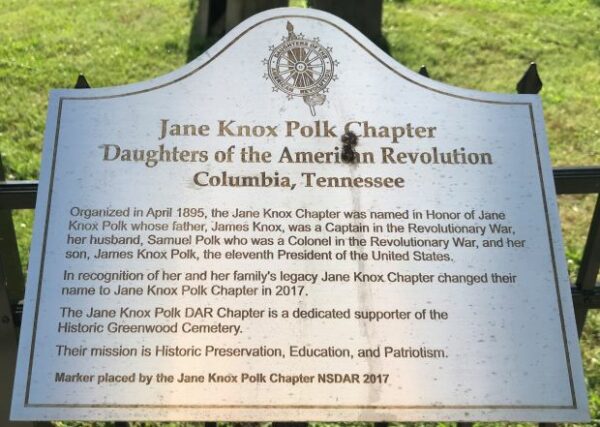 Jane Knox Polk Chapter
Daughters of the American Revolution
Columbia, Tennessee
Organized in April 1895, the Jane Knox Chapter was named in Honor of Jane
Knox Polk whose father, James Knox, was a Captain in the Revolutionary War,
her husband, Samuel Polk who was a Colonel in the Revolutionary War, and her
son, James Knox Polk, the eleventh President of the United States.
In recognition of her and her family's legacy Jane Knox Chapter changed their
name to Jane Knox Polk Chapter in 2017.
The Jane Knox Polk DAR Chapter is a dedicated supporter of the
Historic Greenwood Cemetery.
Their mission is Historic Preservation, Education, and Patriotism.
Marker placed by the Jane Knox Polk Chapter NSDAR 2017